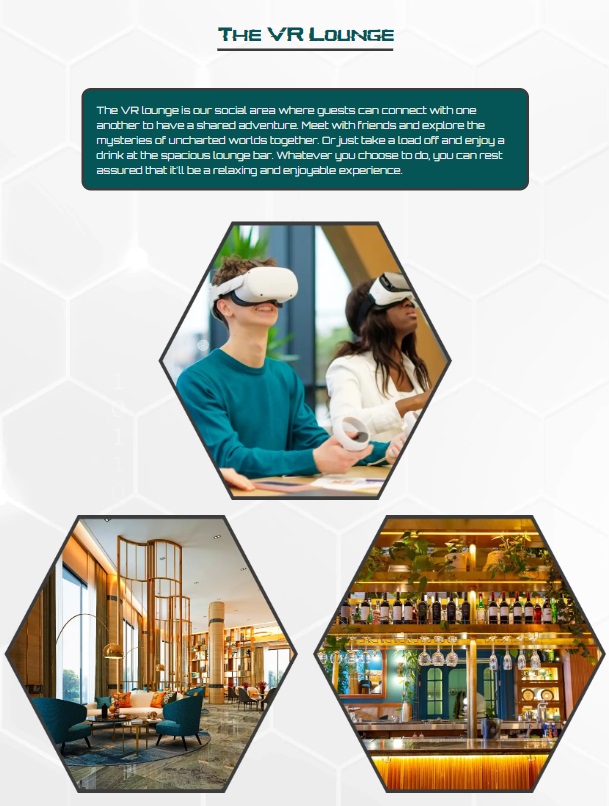 The VR Lounge
The VR lounge is our social area where guests can connect with one
another to have a shared adventure. Meet with friends and explore the
mysteries of uncharted worlds together. Or just take a load off and enjoy a
drink at the spacious lounge bar. Whatever you choose to do, you can rest
assured that it'll be a relaxing and enjoyable experience.